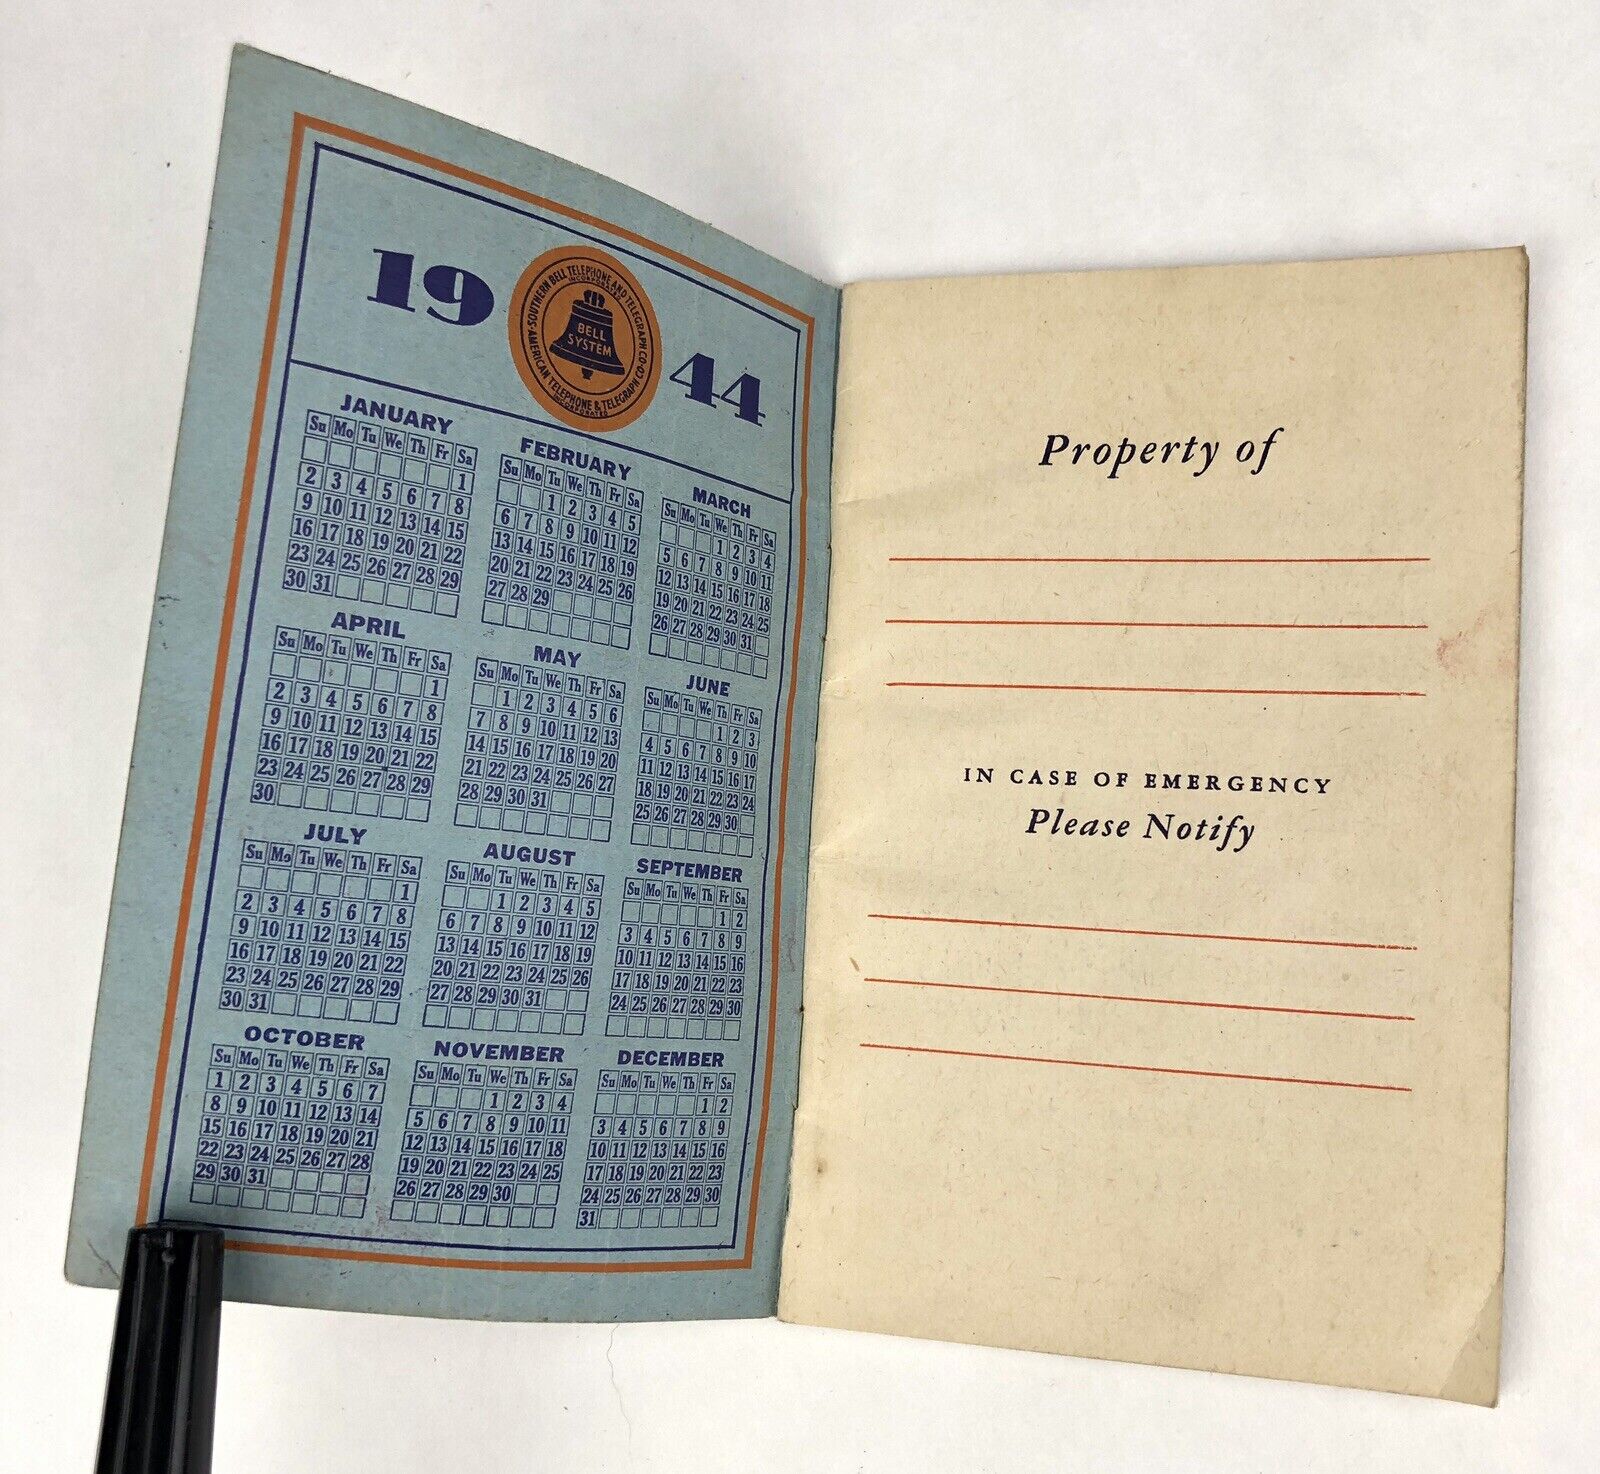 19 44
SOUTHERN BELL TELEPHONE AND TELEGRAPH CO.
INCORPORATED
BELL
SYSTEM
AMERICAN TELEPHONE & TELEGRAPH CO.
INCORPORATED
JANUARY
Su Mo Tu We Th Fr Sa
1
2 3 4 5 6 7 8
9 10 11 12 13 14 15
16 17 18 19 20 21 22
23 24 25 26 27 28 29
30 31
FEBRUARY
Su Mo Tu We Th Fr Sa
1 2 3 4 5
6 7 8 9 10 11 12
13 14 15 16 17 18 19
20 21 22 23 24 25 26
27 28 29
MARCH
Su Mo Tu We Th Fr Sa
1 2 3 4
5 6 7 8 9 10 11
12 13 14 15 16 17 18
19 20 21 22 23 24 25
26 27 28 29 30 31
APRIL
Su Mo Tu We Th Fr Sa
1
2 3 4 5 6 7 8
9 10 11 12 13 14 15
16 17 18 19 20 21 22
23 24 25 26 27 28 29
30
MAY
Su Mo Tu We Th Fr Sa
1 2 3 4 5 6
7 8 9 10 11 12 13
14 15 16 17 18 19 20
21 22 23 24 25 26 27
28 29 30 31
JUNE
Su Mo Tu We Th Fr Sa
1 2 3
4 5 6 7 8 9 10
11 12 13 14 15 16 17
18 19 20 21 22 23 24
25 26 27 28 29 30
JULY
Su Mo Tu We Th Fr Sa
1
2 3 4 5 6 7 8
9 10 11 12 13 14 15
16 17 18 19 20 21 22
23 24 25 26 27 28 29
30 31
AUGUST
Su Mo Tu We Th Fr Sa
1 2 3 4 5
6 7 8 9 10 11 12
13 14 15 16 17 18 19
20 21 22 23 24 25 26
27 28 29 30 31
SEPTEMBER
Su Mo Tu We Th Fr Sa
1 2
3 4 5 6 7 8 9
10 11 12 13 14 15 16
17 18 19 20 21 22 23
24 25 26 27 28 29 30
OCTOBER
Su Mo Tu We Th Fr Sa
1 2 3 4 5 6 7
8 9 10 11 12 13 14
15 16 17 18 19 20 21
22 23 24 25 26 27 28
29 30 31
NOVEMBER
Su Mo Tu We Th Fr Sa
1 2 3 4
5 6 7 8 9 10 11
12 13 14 15 16 17 18
19 20 21 22 23 24 25
26 27 28 29 30
DECEMBER
Su Mo Tu We Th Fr Sa
1 2
3 4 5 6 7 8 9
10 11 12 13 14 15 16
17 18 19 20 21 22 23
24 25 26 27 28 29 30
31
Property of
IN CASE OF EMERGENCY
Please Notify